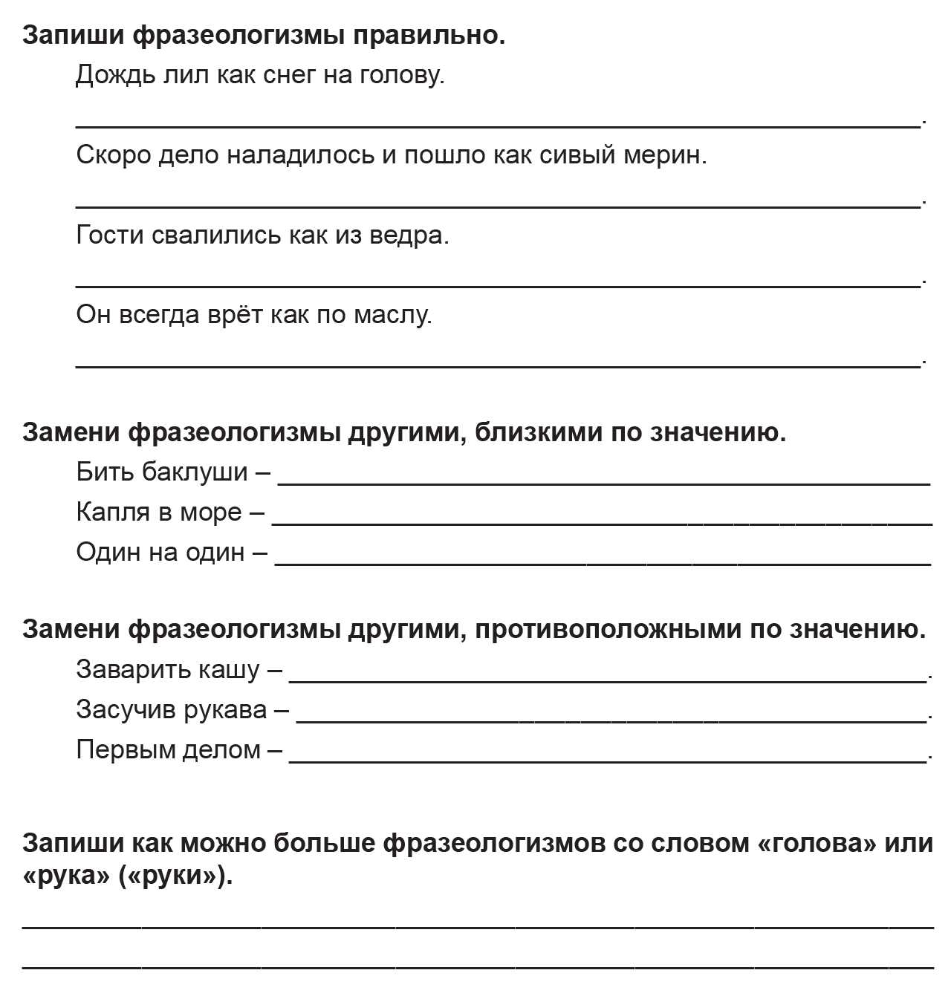 Запиши фразеологизмы правильно.
Дождь лил как снег на голову.
.
Скоро дело наладилось и пошло как сивый мерин.
.
Гости свалились как из ведра.
.
Он всегда врёт как по маслу.
.
Замени фразеологизмы другими, близкими по значению.
Бить баклуши –
Капля в море –
Один на один –
Замени фразеологизмы другими, противоположными по значению.
Заварить кашу – .
Засучив рукава – .
Первым делом – .
Запиши как можно больше фразеологизмов со словом «голова» или
«рука» («руки»).